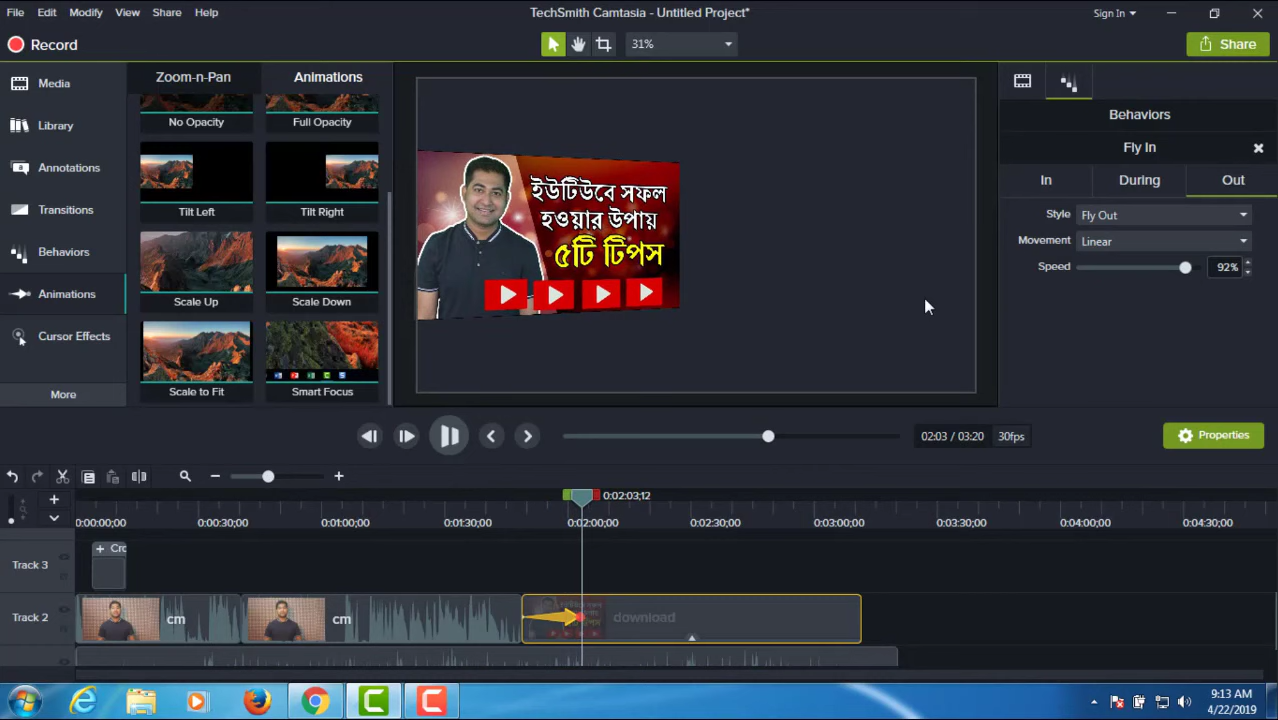 File Edit Modify View Share Help
TechSmith Camtasia - Untitled Project*
Sign In
Record
31%
Share
Media
Library
Annotations
Transitions
Behaviors
Animations
Cursor Effects
More
Zoom-n-Pan Animations
No Opacity Full Opacity
Tilt Left Tilt Right
Scale Up Scale Down
Scale to Fit Smart Focus
ইউটিউবে সফল
হওয়ার উপায়
৫টি টিপস
Behaviors
Fly In
In During Out
Style Fly Out
Movement Linear
Speed 92%
02:03 / 03:20 30fps
Properties
0:02:03;12
0:00:00;00 0:00:30;00 0:01:00;00 0:01:30;00 0:02:00;00 0:02:30;00 0:03:00;00 0:03:30;00 0:04:00;00 0:04:30;00
Track 3
+ Cro
Track 2
cm cm download
9:13 AM
4/22/2019